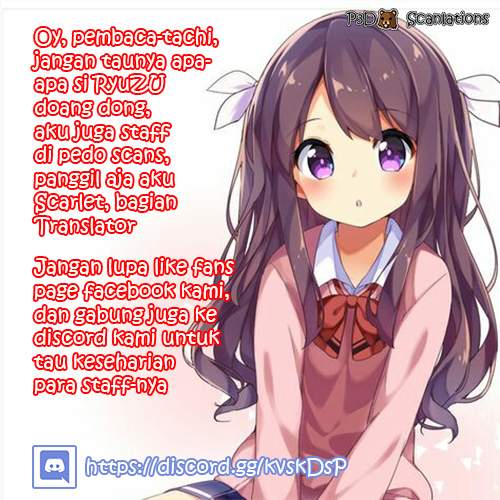 P3D Scanlations
Oy, pembaca-tachi,
jangan taunya apa-
apa si RYUZU
doang dong,
aku juga staff
di pedo scans,
panggil aja aku
Scarlet, bagian
Translator
Jangan lupa like fans
page facebook kami,
dan gabung juga ke
discord kami untuk
tau keseharian
para staff-nya
https://discord.gg/kvskDsP